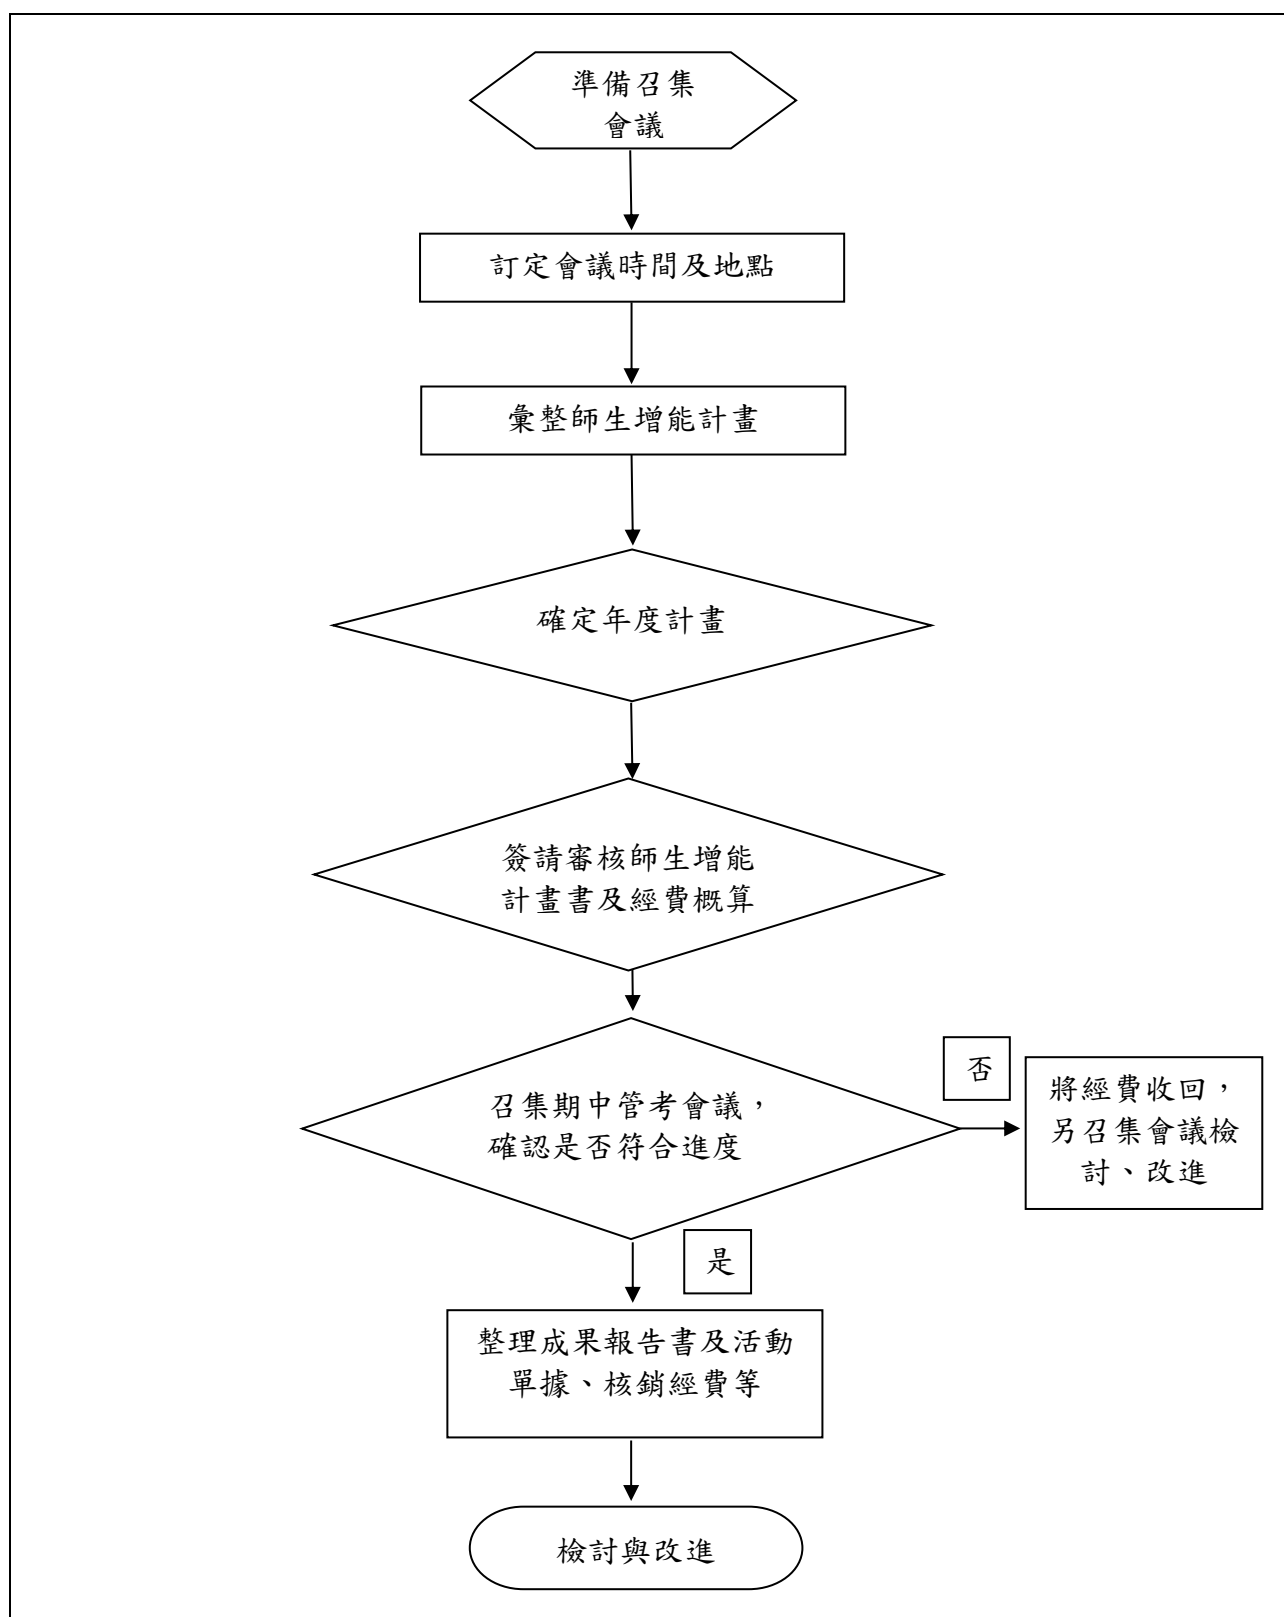 準備召集
會議
訂定會議時間及地點
彙整師生增能計畫
確定年度計畫
簽請審核師生增能
計畫書及經費概算
召集期中管考會議，
確認是否符合進度
否
將經費收回，
另召集會議檢
討、改進
是
整理成果報告書及活動
單據、核銷經費等
檢討與改進